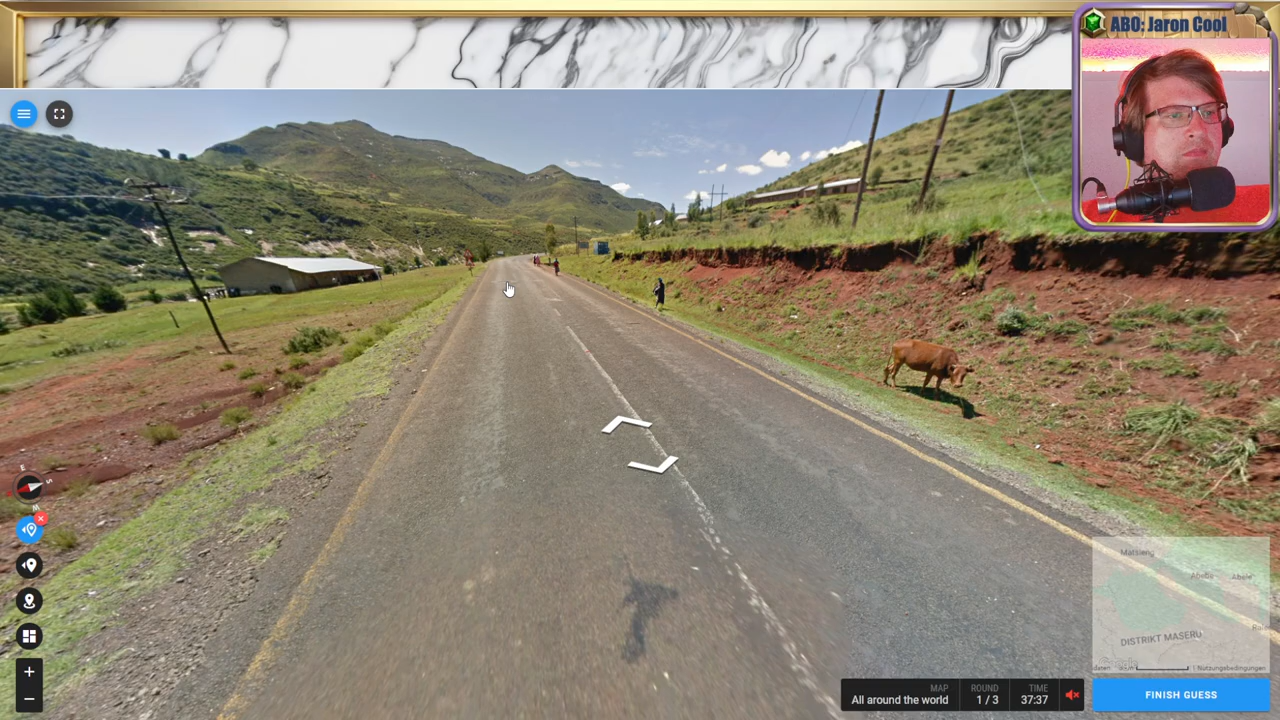 ABO: Jaron Cool
E
S
W
Matsieng
DISTRIKT MASERU
Nutzungsbedingungen
MAP
All around the world
ROUND
1 / 3
TIME
37:37
FINISH GUESS